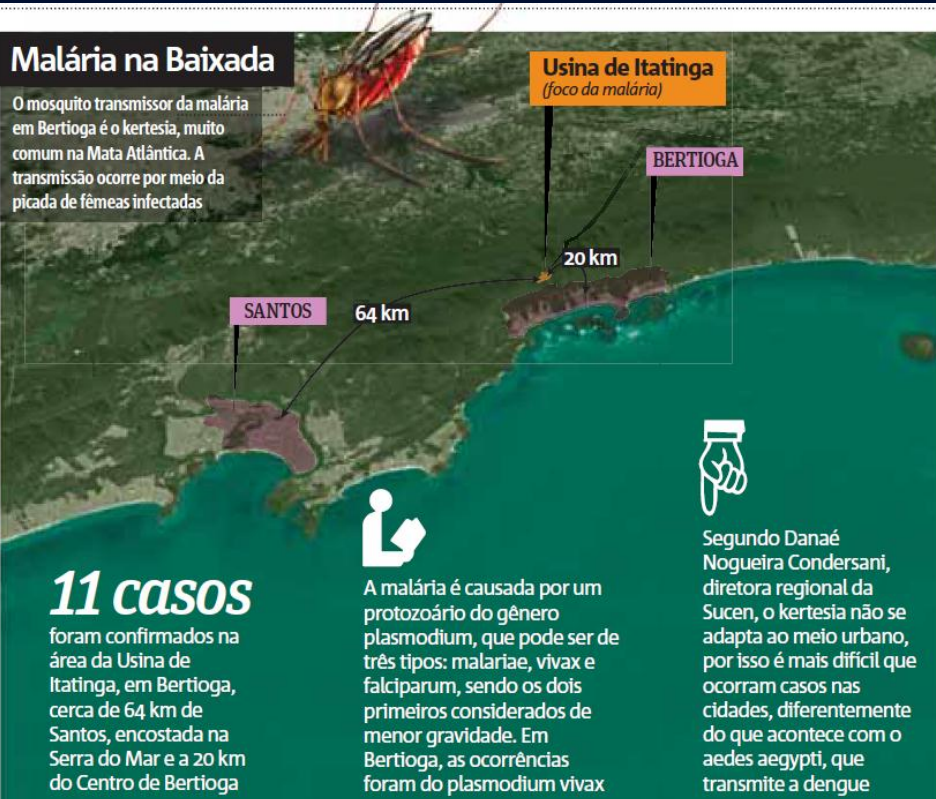 Malária na Baixada
O mosquito transmissor da malária
em Bertioga é o kertesia, muito
comum na Mata Atlântica. A
transmissão ocorre por meio da
picada de fêmeas infectadas
Usina de Itatinga
(foco da malária)
BERTIOGA
20 km
SANTOS
64 km
11 casos
foram confirmados na
área da Usina de
Itatinga, em Bertioga,
cerca de 64 km de
Santos, encostada na
Serra do Mar e a 20 km
do Centro de Bertioga
A malária é causada por um
protozoário do gênero
plasmodium, que pode ser de
três tipos: malariae, vivax e
falciparum, sendo os dois
primeiros considerados de
menor gravidade. Em
Bertioga, as ocorrências
foram do plasmodium vivax
Segundo Danaé
Nogueira Condersani,
diretora regional da
Sucen, o kertesia não se
adapta ao meio urbano,
por isso é mais difícil que
ocorram casos nas
cidades, diferentemente
do que acontece com o
aedes aegypti, que
transmite a dengue